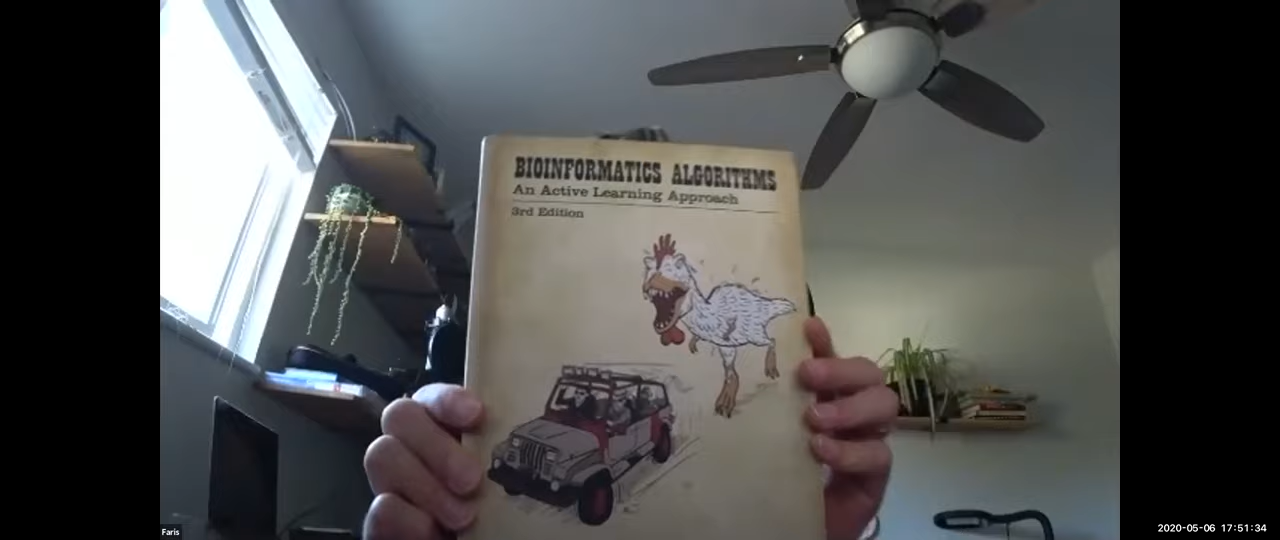 BIOINFORMATICS ALGORITHMS
An Active Learning Approach
3rd Edition
Faris
2020-05-06 17:51:34